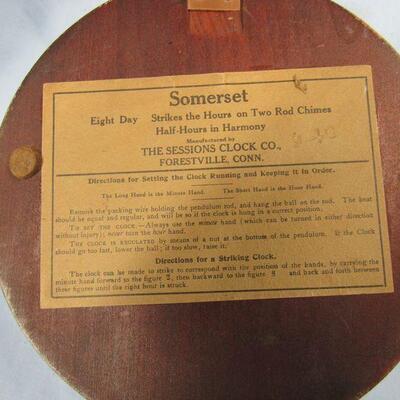 Somerset
Eight Day Strikes the Hours on Two Rod Chimes
Half-Hours in Harmony
Manufactured by
THE SESSIONS CLOCK CO.,
FORESTVILLE, CONN.
Directions for Setting the Clock Running and Keeping it in Order.
The Long Hand is the Minute Hand. The Short Hand is the Hour Hand.
Remove the packing wire holding the pendulum rod, and hang the ball on the rod. The beat
should be equal and regular, and will be so if the clock is hung in a correct position.
TO SET THE CLOCK.—Always use the minute hand (which can be turned in either direction
without injury); never turn the hour hand.
THE CLOCK IS REGULATED by means of a nut at the bottom of the pendulum. If the Clock
should go too fast, lower the ball; if too slow, raise it.
Directions for a Striking Clock.
The clock can be made to strike to correspond with the position of the hands, by carrying the
minute hand forward to the figure 2, then backward to the figure 8 and back and forth between
these figures until the right hour is struck.